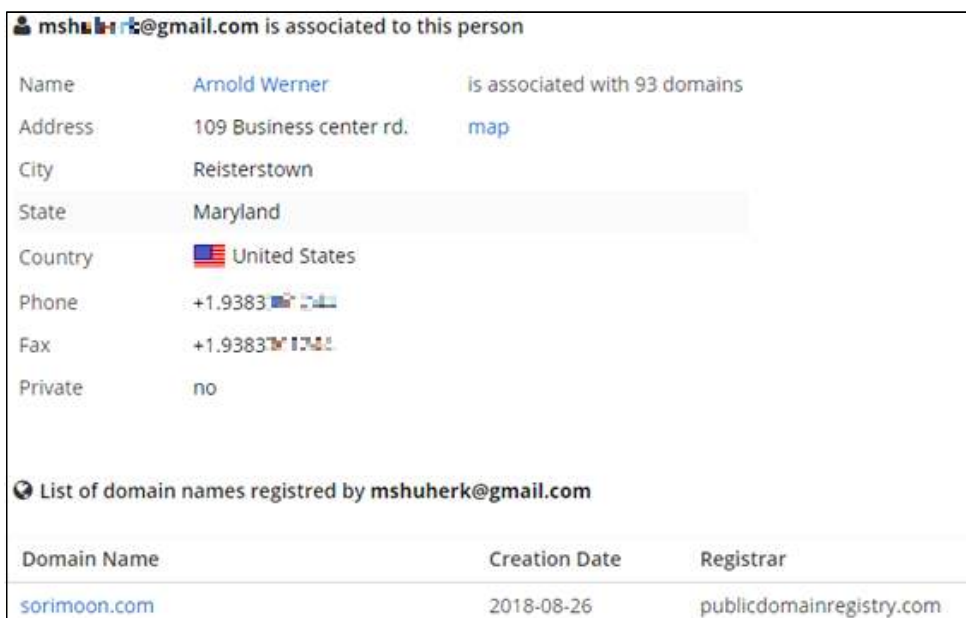 is associated to this person
Name Arnold Werner is associated with 93 domains
Address 109 Business center rd. map
City Reisterstown
State Maryland
Country United States
Phone +1.9383
Fax +1.9383
Private no
List of domain names registred by mshuherk@gmail.com
Domain Name Creation Date Registrar
sorimoon.com 2018-08-26 publicdomainregistry.com